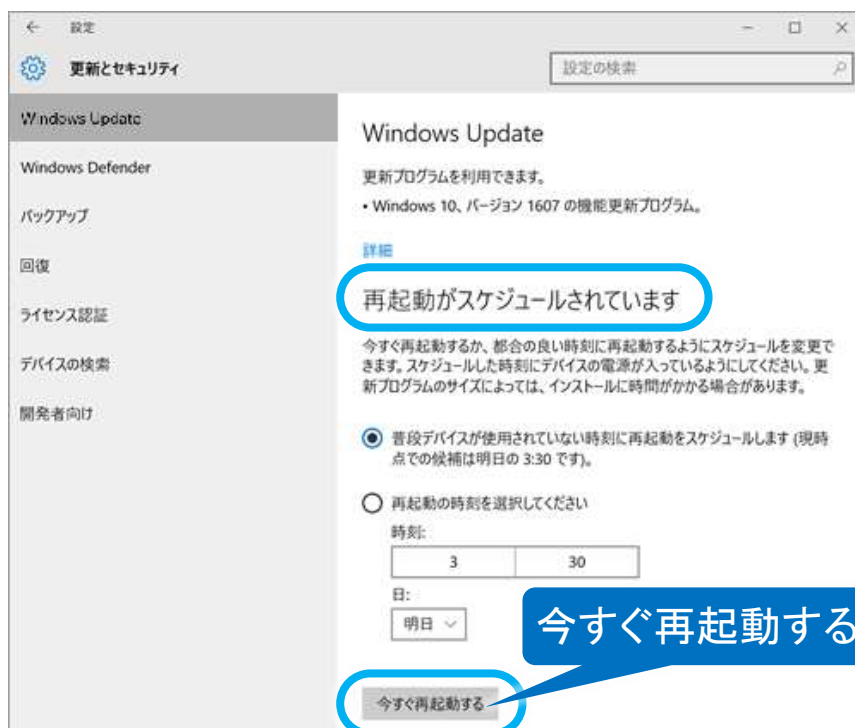 設定
更新とセキュリティ
設定の検索
Windows Update
Windows Defender
バックアップ
回復
ライセンス認証
デバイスの検索
開発者向け
Windows Update
更新プログラムを利用できます。
• Windows 10、バージョン 1607 の機能更新プログラム。
詳細
再起動がスケジュールされています
今すぐ再起動するか、都合の良い時刻に再起動するようにスケジュールを変更で
きます。スケジュールした時刻にデバイスの電源が入っているようにしてください。更
新プログラムのサイズによっては、インストールに時間がかかる場合があります。
普段デバイスが使用されていない時刻に再起動をスケジュールします (現時
点での候補は明日の 3:30 です)。
再起動の時刻を選択してください
時刻:
3 30
日:
明日
今すぐ再起動する
今すぐ再起動する